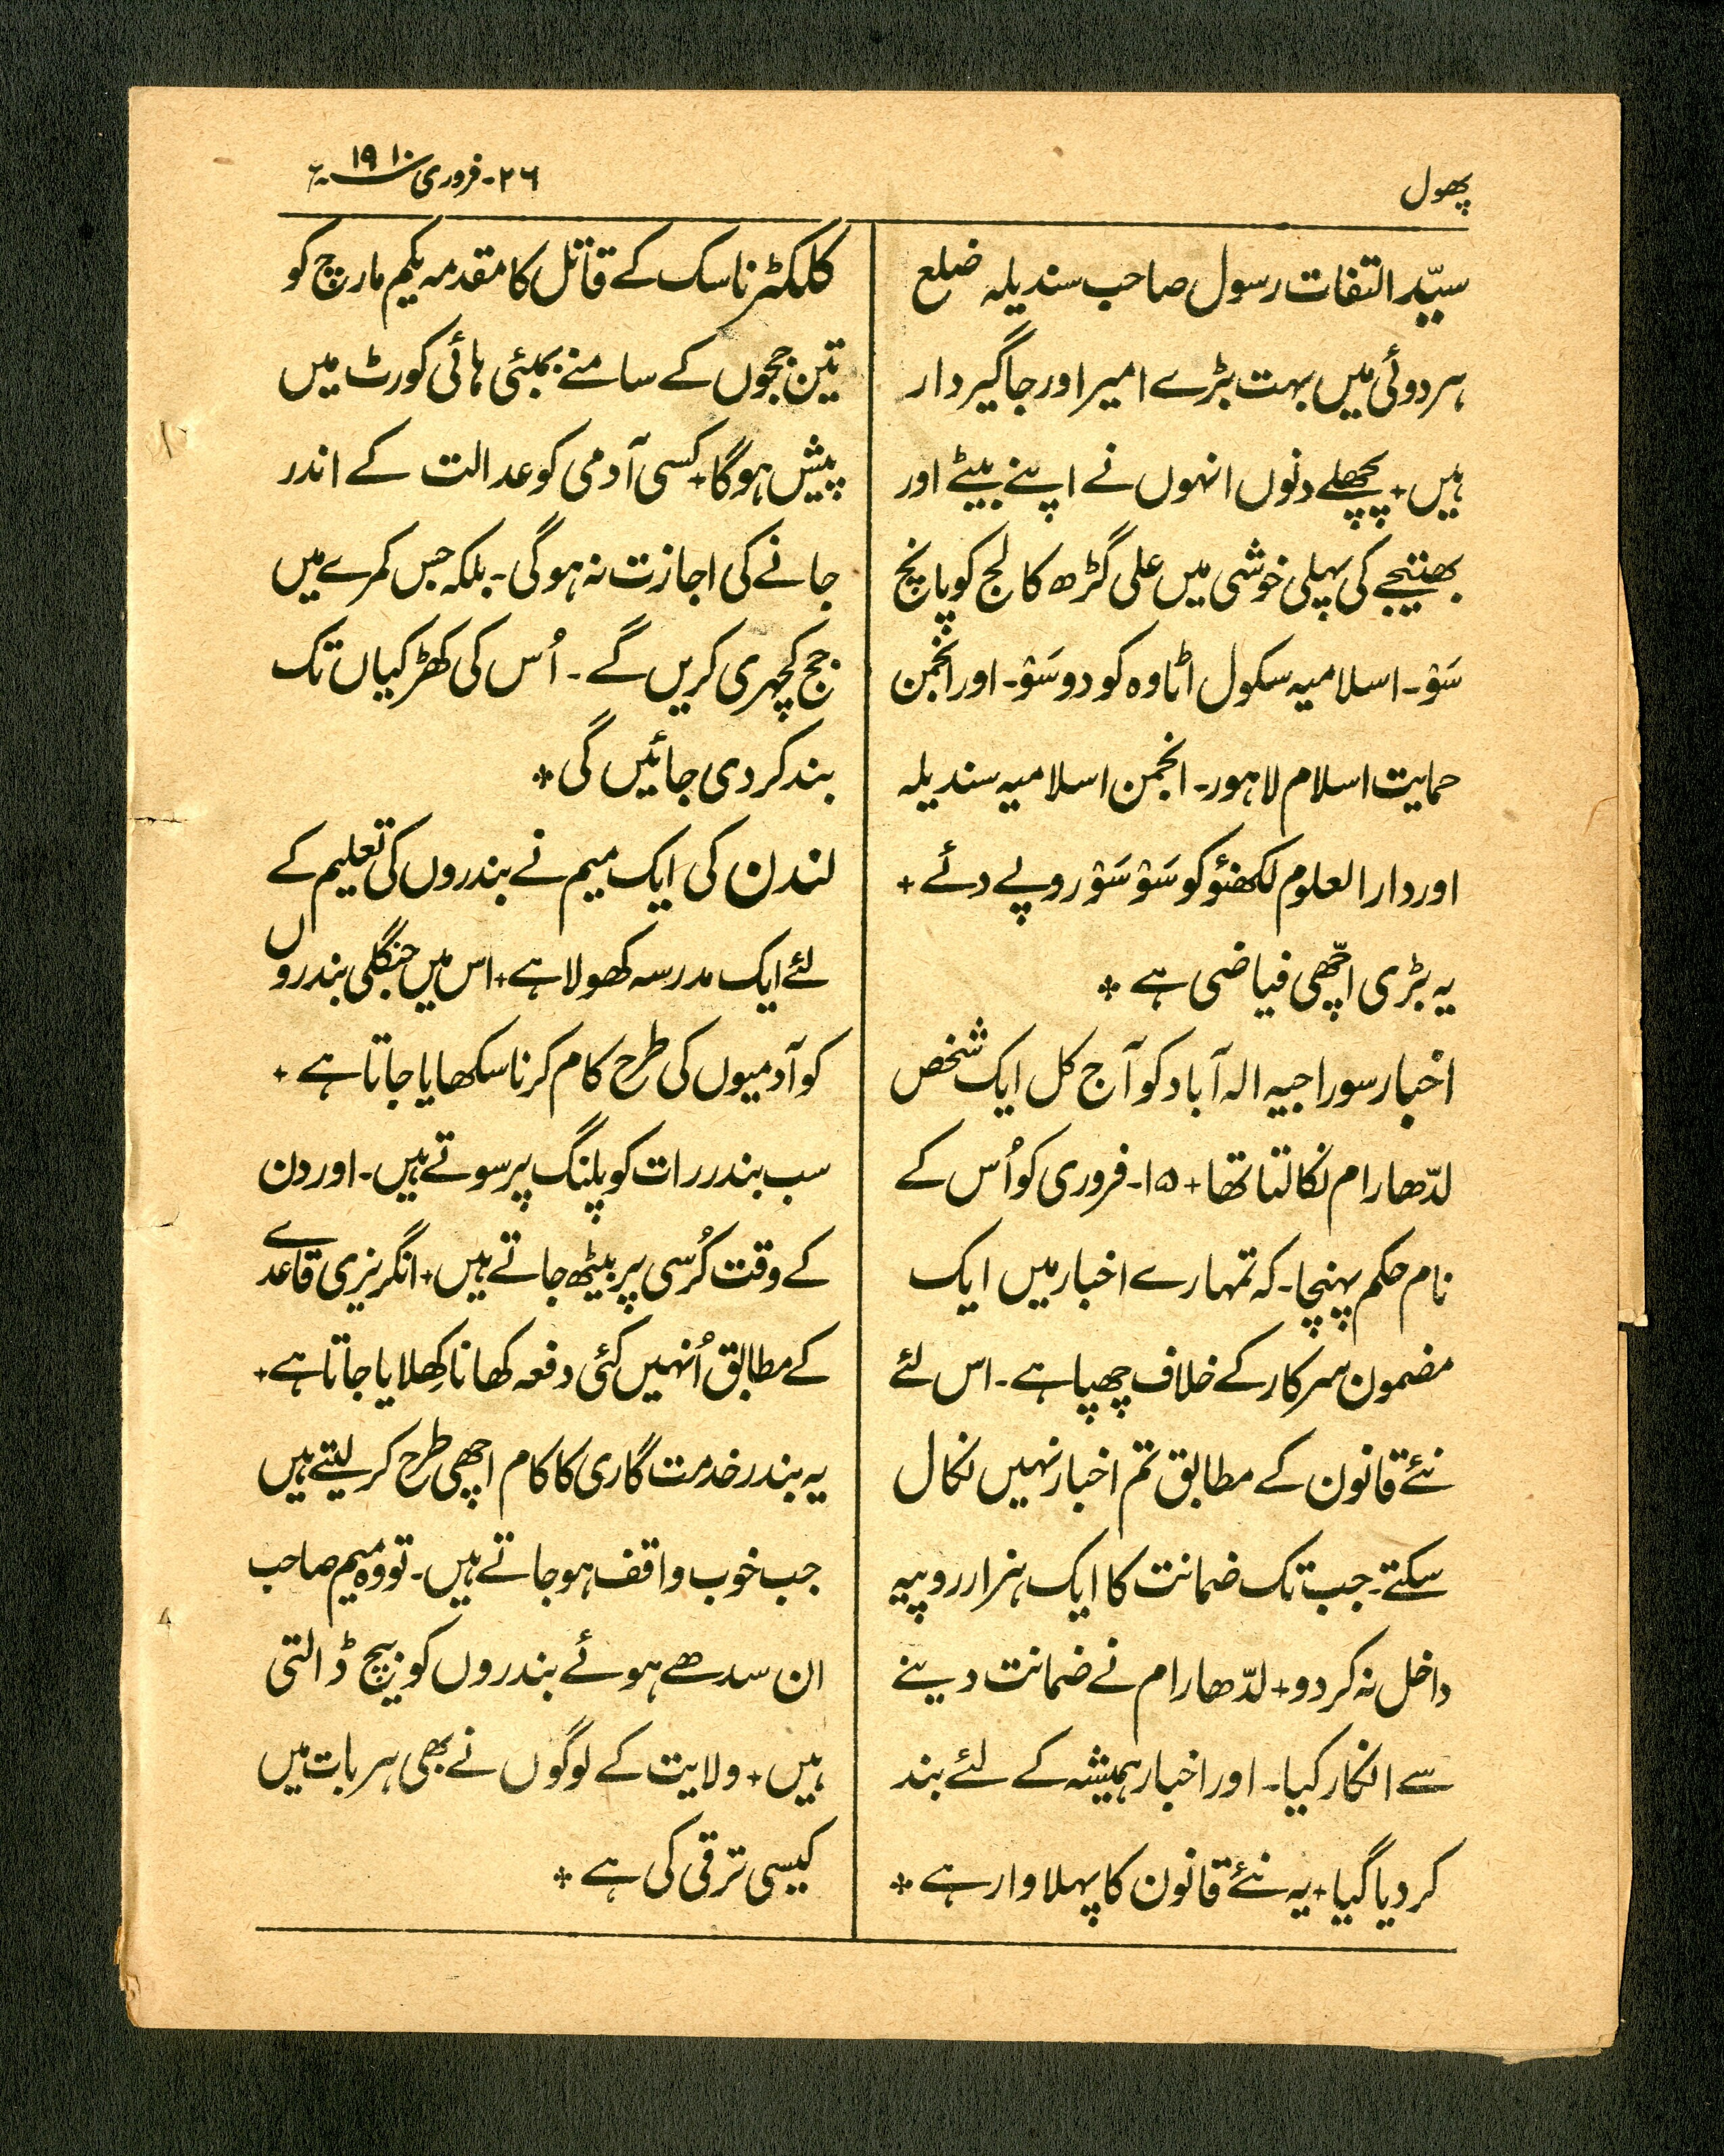 پھول
۲۶۔ فروری سنہ ۱۹۱۰ء
سیّد التفات رسول صاحب سندیلہ ضلع
ہردوئی میں بہت بڑے امیر اور جاگیردار
ہیں + پچھلے دنوں انہوں نے اپنے بیٹے اور
بھتیجے کی پہلی خوشی میں علی گڑھ کالج کو پانچ
سَوْ۔ اسلامیہ سکول اٹاوہ کو دو سَوْ۔ اور انجمن
حمایت اسلام لاہور۔ انجمن اسلامیہ سندیلہ
اور دارالعلوم لکھنؤ کو سَوْ سَوْ روپے دئے +
یہ بڑی اچّھی فیاضی ہے ⁘
اخبار سوراجیہ الہ آباد کو آج کل ایک شخص
لدّھا رام نکالتا تھا + ۱۵۔ فروری کو اُس کے
نام حکم پہنچا۔ کہ تمہارے اخبار میں ایک
مضمون سرکار کے خلاف چھپا ہے۔ اس لئے
نئے قانون کے مطابق تم اخبار نہیں نکال
سکتے۔ جب تک ضمانت کا ایک ہزار روپیہ
داخل نہ کر دو + لدّھا رام نے ضمانت دینے
سے انکار کیا۔ اور اخبار ہمیشہ کے لئے بند
کر دیا گیا + یہ نئے قانون کا پہلا وار ہے ⁘
کلکٹر ناسک کے قاتل کا مقدمہ یکم مارچ کو
تین ججوں کے سامنے بمبئی ہائی کورٹ میں
پیش ہوگا + کسی آدمی کو عدالت کے اندر
جانے کی اجازت نہ ہوگی۔ بلکہ جس کمرے میں
جج کچہری کریں گے۔ اُس کی کھڑکیاں تک
بند کر دی جائیں گی ⁘
لندن کی ایک میم نے بندروں کی تعلیم کے
لئے ایک مدرسہ کھولا ہے + اس میں جنگلی بندروں
کو آدمیوں کی طرح کام کرنا سکھایا جاتا ہے +
سب بندر رات کو پلنگ پر سوتے ہیں۔ اور دن
کے وقت کُرسی پر بیٹھ جاتے ہیں + انگریزی قاعدے
کے مطابق اُنہیں کئی دفعہ کھانا کِھلایا جاتا ہے +
یہ بندر خدمت گاری کا کام اچھی طرح کر لیتے ہیں
جب خوب واقف ہو جاتے ہیں۔ تو وہ میم صاحب
ان سدھے ہوئے بندروں کو بیچ ڈالتی
ہیں + ولایت کے لوگوں نے بھی ہر بات میں
کیسی ترقی کی ہے ⁘